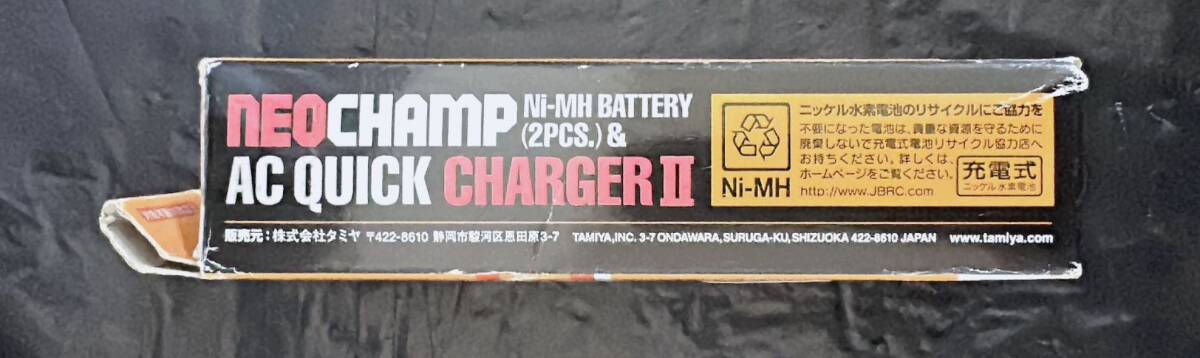 NEOCHAMP Ni-MH BATTERY
(2PCS.) &
AC QUICK CHARGER II
Ni-MH
ニッケル水素電池のリサイクルにご協力を
不要になった電池は、貴重な資源を守るために
廃棄しないで充電式電池リサイクル協力店へ
お持ちください。詳しくは、
ホームページをご覧ください。
http://www.JBRC.com
充電式
ニッケル水素電池
販売元：株式会社タミヤ 〒422-8610 静岡市駿河区恩田原3-7 TAMIYA,INC. 3-7 ONDAWARA,SURUGA-KU,SHIZUOKA 422-8610 JAPAN www.tamiya.com